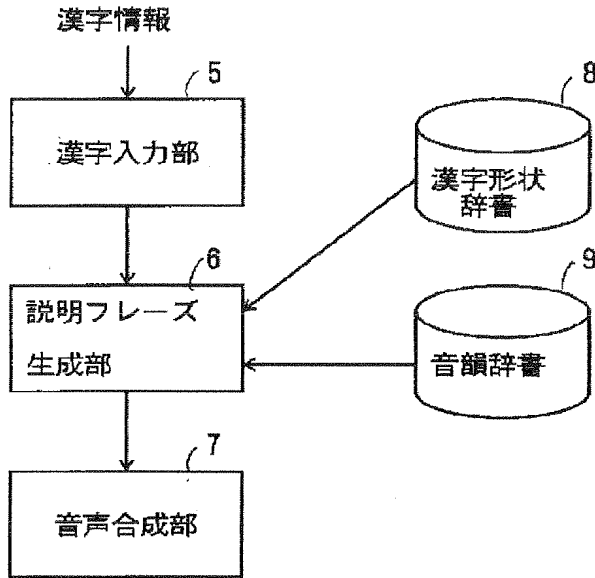 漢字情報
5
漢字入力部
8
漢字形状
辞書
6
説明フレーズ
生成部
9
音韻辞書
7
音声合成部